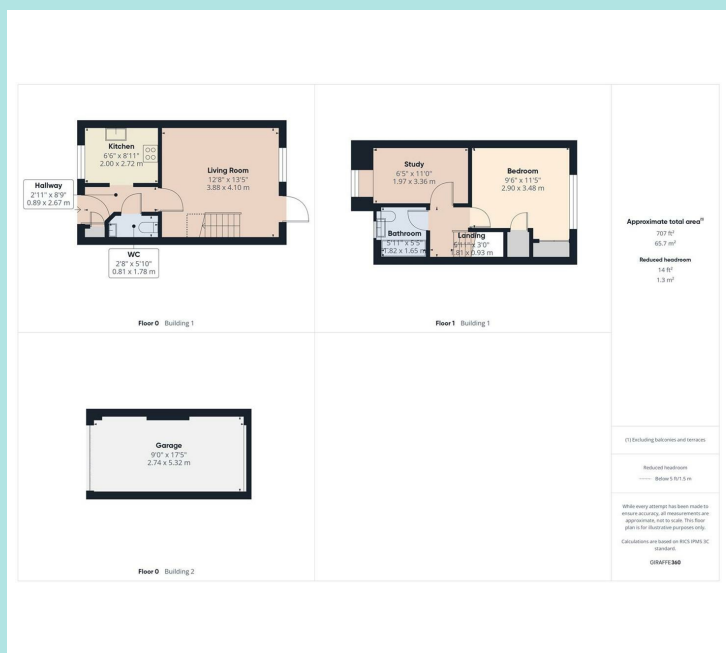 Kitchen
6'6" x 8'11"
2.00 x 2.72 m
Living Room
12'8" x 13'5"
3.88 x 4.10 m
Hallway
2'11" x 8'9"
0.89 x 2.67 m
WC
2'8" x 5'10"
0.81 x 1.78 m
Floor 0 Building 1
Study
6'5" x 11'0"
1.97 x 3.36 m
Bedroom
9'6" x 11'5"
2.90 x 3.48 m
Bathroom
5'11" x 5'5"
1.82 x 1.65 m
Landing
5'11" x 3'0"
1.81 x 0.93 m
Floor 1 Building 1
Garage
9'0" x 17'5"
2.74 x 5.32 m
Floor 0 Building 2
Approximate total area(1)
707 ft²
65.7 m²
Reduced headroom
14 ft²
1.3 m²
(1) Excluding balconies and terraces
Reduced headroom
Below 5 ft/1.5 m
While every attempt has been made to
ensure accuracy, all measurements are
approximate, not to scale. This floor
plan is for illustrative purposes only.
Calculations are based on RICS IPMS 3C
standard.
GIRAFFE360